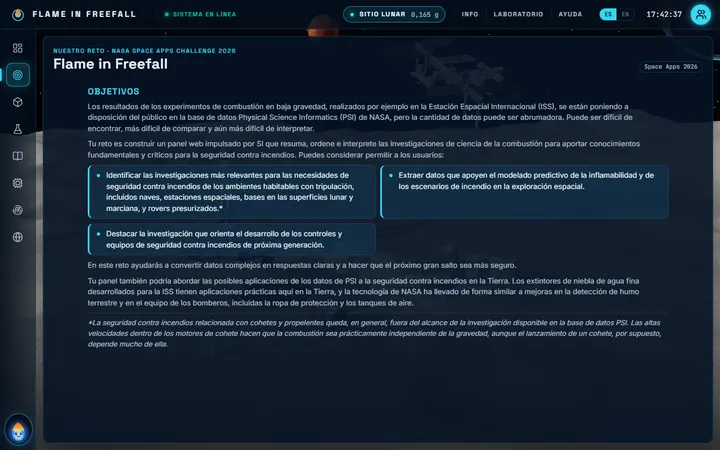 FLAME IN FREEFALL
SISTEMA EN LÍNEA
SITIO LUNAR 0,165 g
INFO
LABORATORIO
AYUDA
ES EN
17:42:37
NUESTRO RETO · NASA SPACE APPS CHALLENGE 2026
Flame in Freefall
Space Apps 2026
OBJETIVOS
Los resultados de los experimentos de combustión en baja gravedad, realizados por ejemplo en la Estación Espacial Internacional (ISS), se están poniendo a
disposición del público en la base de datos Physical Science Informatics (PSI) de NASA, pero la cantidad de datos puede ser abrumadora. Puede ser difícil de
encontrar, más difícil de comparar y aún más difícil de interpretar.
Tu reto es construir un panel web impulsado por SI que resuma, ordene e interprete las investigaciones de ciencia de la combustión para aportar conocimientos
fundamentales y críticos para la seguridad contra incendios. Puedes considerar permitir a los usuarios:
Identificar las investigaciones más relevantes para las necesidades de
seguridad contra incendios de los ambientes habitables con tripulación,
incluidos naves, estaciones espaciales, bases en las superficies lunar y
marciana, y rovers presurizados.*
Extraer datos que apoyen el modelado predictivo de la inflamabilidad y de
los escenarios de incendio en la exploración espacial.
Destacar la investigación que orienta el desarrollo de los controles y
equipos de seguridad contra incendios de próxima generación.
En este reto ayudarás a convertir datos complejos en respuestas claras y a hacer que el próximo gran salto sea más seguro.
Tu panel también podría abordar las posibles aplicaciones de los datos de PSI a la seguridad contra incendios en la Tierra. Los extintores de niebla de agua fina
desarrollados para la ISS tienen aplicaciones prácticas aquí en la Tierra, y la tecnología de NASA ha llevado de forma similar a mejoras en la detección de humo
terrestre y en el equipo de los bomberos, incluidas la ropa de protección y los tanques de aire.
*La seguridad contra incendios relacionada con cohetes y propelentes queda, en general, fuera del alcance de la investigación disponible en la base de datos PSI. Las altas
velocidades dentro de los motores de cohete hacen que la combustión sea prácticamente independiente de la gravedad, aunque el lanzamiento de un cohete, por supuesto,
depende mucho de ella.